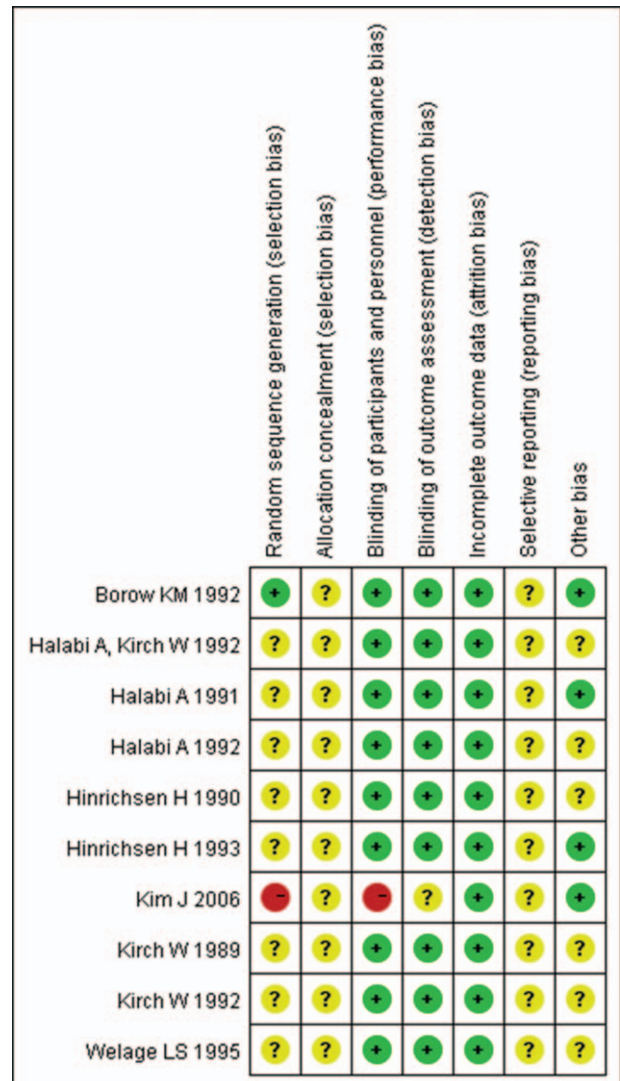 Random sequence generation (selection bias)
Allocation concealment (selection bias)
Blinding of participants and personnel (performance bias)
Blinding of outcome assessment (detection bias)
Incomplete outcome data (attrition bias)
Selective reporting (reporting bias)
Other bias
Borow KM 1992 + ? + + + ? +
Halabi A, Kirch W 1992 ? ? + + + ? ?
Halabi A 1991 ? ? + + + ? +
Halabi A 1992 ? ? + + + ? ?
Hinrichsen H 1990 ? ? + + + ? ?
Hinrichsen H 1993 ? ? + + + ? +
Kim J 2006 - ? - ? + ? +
Kirch W 1989 ? ? + + + ? ?
Kirch W 1992 ? ? + + + ? ?
Welage LS 1995 ? ? + + + ? ?